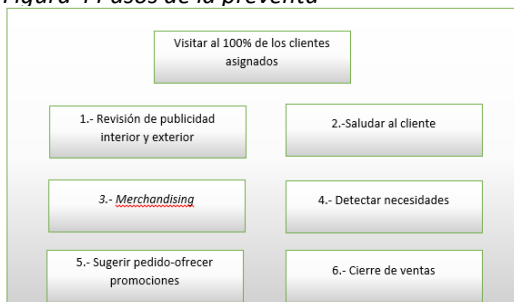 Figura 4 Pasos de la preventa
Visitar al 100% de los clientes
asignados
1.- Revisión de publicidad
interior y exterior
2.-Saludar al cliente
3.- Merchandising
4.- Detectar necesidades
5.- Sugerir pedido-ofrecer
promociones
6.- Cierre de ventas